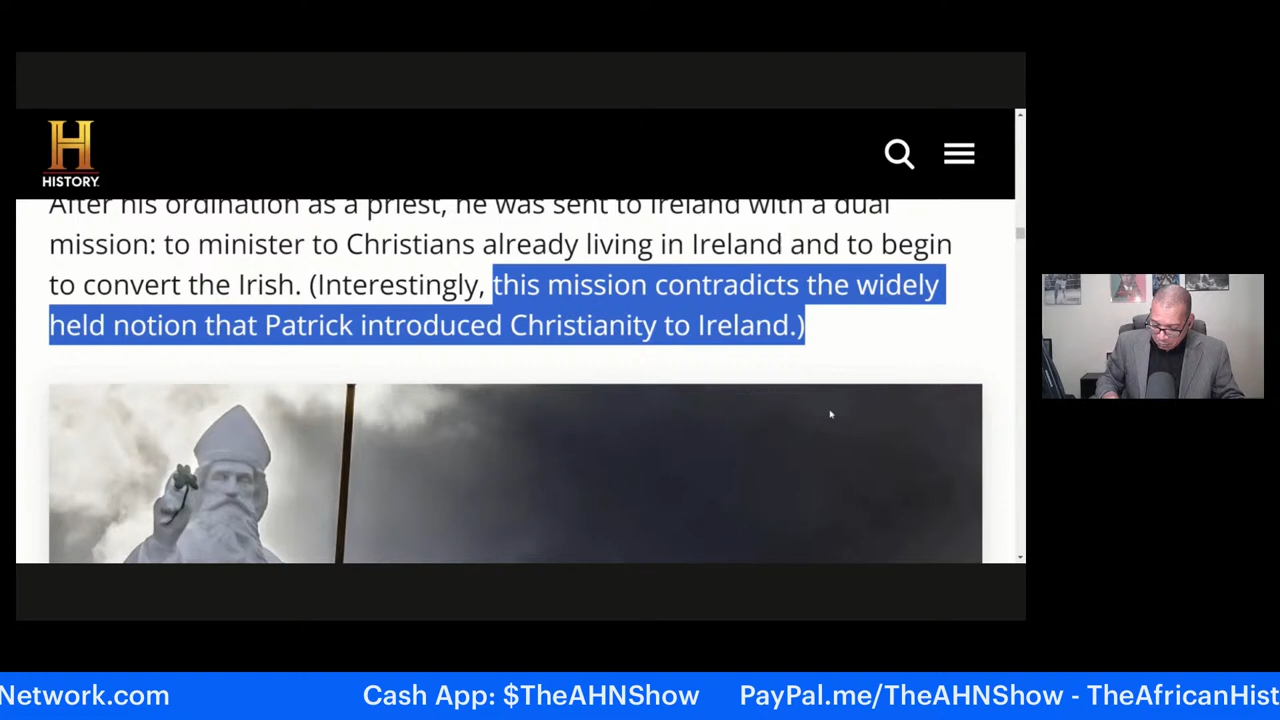 HISTORY.
After his ordination as a priest, he was sent to Ireland with a dual
mission: to minister to Christians already living in Ireland and to begin
to convert the Irish. (Interestingly, this mission contradicts the widely
held notion that Patrick introduced Christianity to Ireland.)
Network.com Cash App: $TheAHNShow PayPal.me/TheAHNShow - TheAfricanHist